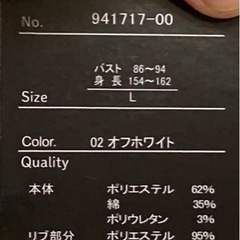 No. 941717-00
バスト 86～94
身長 154～162
Size L
Color. 02 オフホワイト
Quality
本体 ポリエステル 62%
綿 35%
ポリウレタン 3%
リブ部分 ポリエステル 95%